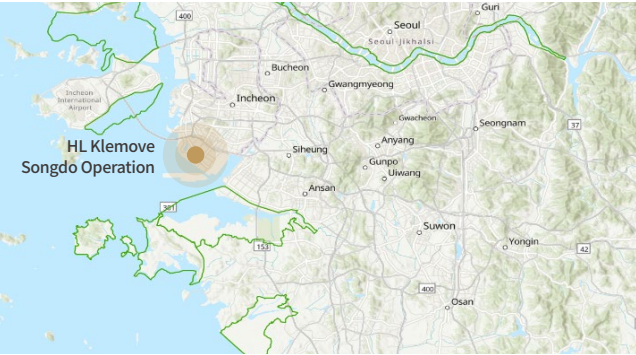 Guri
400
Seoul
Seoul-Jikhalsi
Bucheon
Gwangmyeong
Incheon
International
Airport
Incheon
Gwacheon
Seongnam
37
HL Klemove
Songdo Operation
Anyang
Siheung
Gunpo
Uiwang
Ansan
301
Suwon
153
Yongin
42
400
Osan